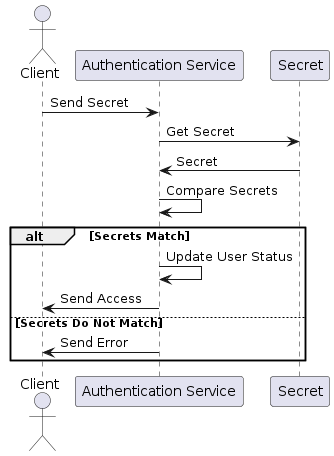 Client
Authentication Service
Secret
Send Secret
Get Secret
Secret
Compare Secrets
alt
[Secrets Match]
Update User Status
Send Access
[Secrets Do Not Match]
Send Error
Client
Authentication Service
Secret